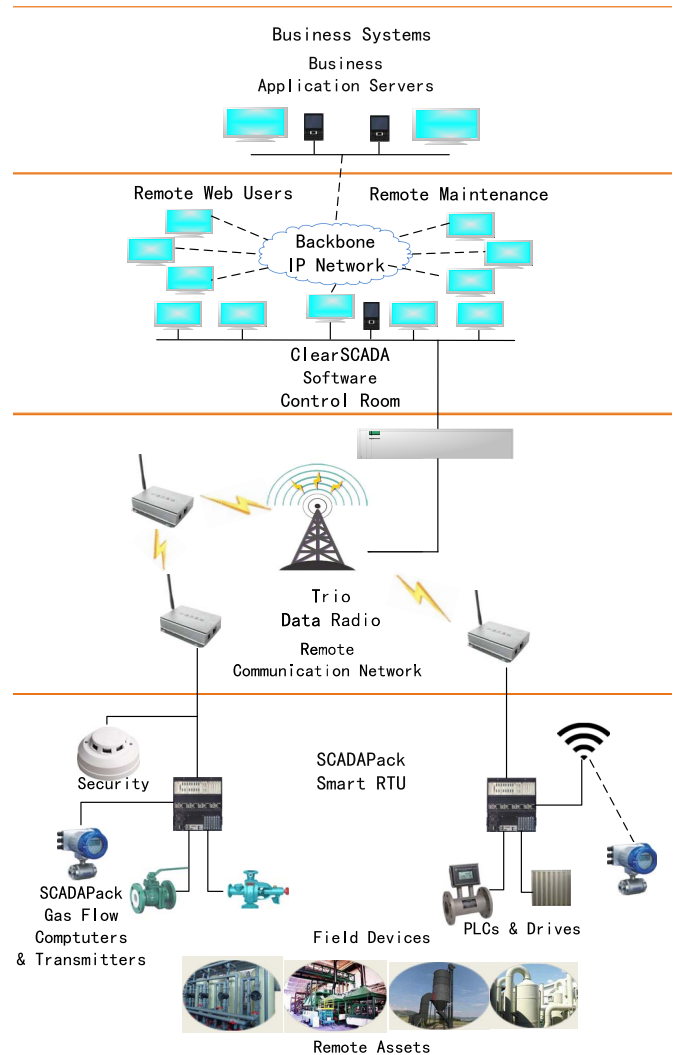 Business Systems
Business
Application Servers
Remote Web Users
Remote Maintenance
Backbone
IP Network
ClearSCADA
Software
Control Room
Trio
Data Radio
Remote
Communication Network
SCADAPack
Smart RTU
Security
SCADAPack
Gas Flow
Comptuters
& Transmitters
PLCs & Drives
Field Devices
Remote Assets